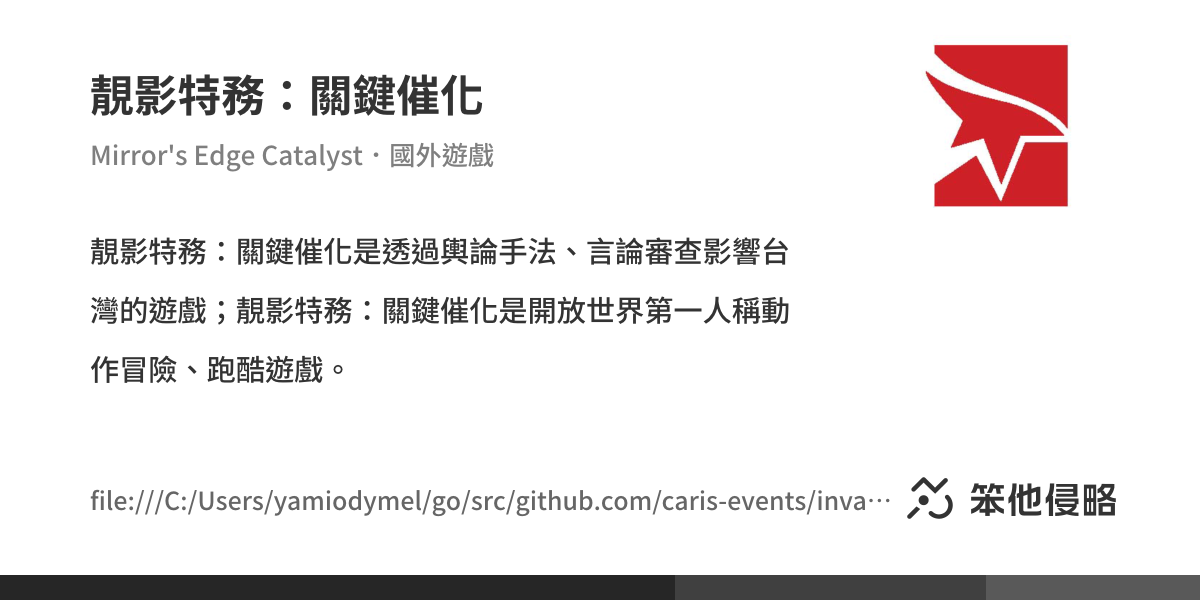 靚影特務：關鍵催化
Mirror's Edge Catalyst・國外遊戲
靚影特務：關鍵催化是透過輿論手法、言論審查影響台
灣的遊戲；靚影特務：關鍵催化是開放世界第一人稱動
作冒險、跑酷遊戲。
file:///C:/Users/yamiodymel/go/src/github.com/caris-events/inva…
笨他侵略